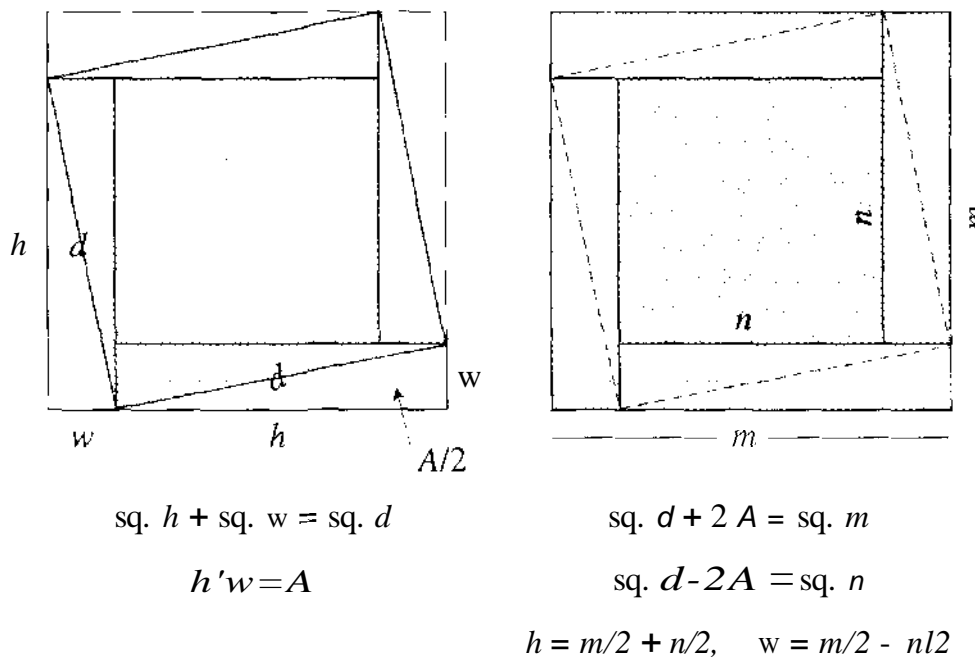 h
d
d
w
w
h
A/2
sq. h + sq. w = sq. d
h'w = A
n
m
n
m
sq. d + 2 A = sq. m
sq. d - 2A = sq. n
h = m/2 + n/2, w = m/2 - nl2